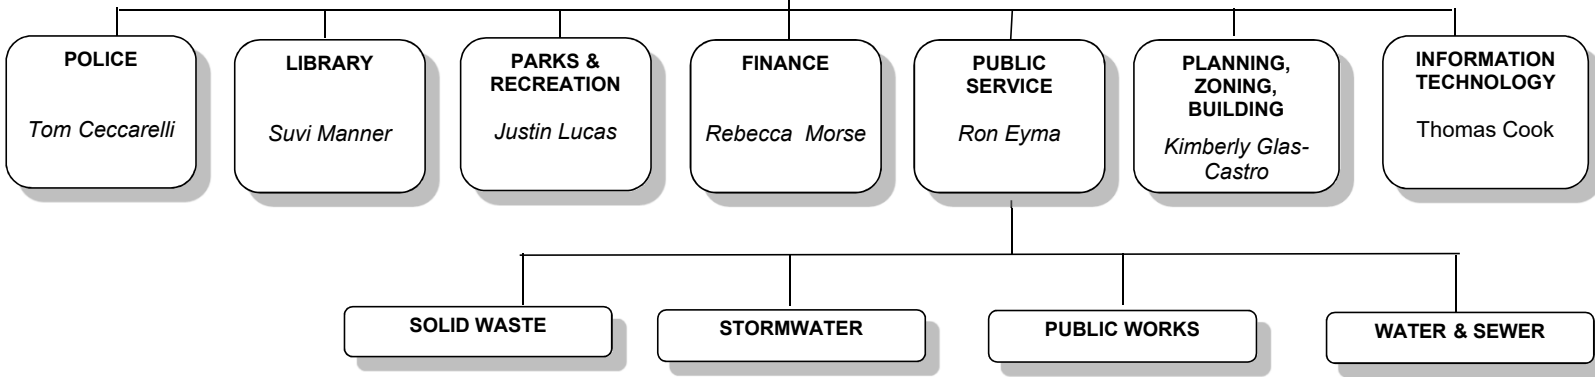 POLICE
Tom Ceccarelli
LIBRARY
Suvi Manner
PARKS &
RECREATION
Justin Lucas
FINANCE
Rebecca  Morse
PUBLIC
SERVICE
Ron Eyma
PLANNING,
ZONING,
BUILDING
Kimberly Glas-
Castro
INFORMATION
TECHNOLOGY
Thomas Cook
SOLID WASTE
STORMWATER
PUBLIC WORKS
WATER & SEWER